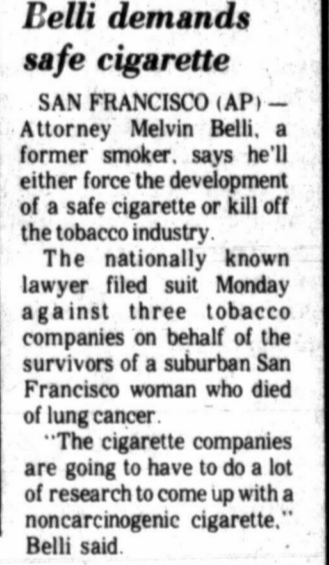 Belli demands
safe cigarette
SAN FRANCISCO (AP) —
Attorney Melvin Belli, a
former smoker, says he'll
either force the development
of a safe cigarette or kill off
the tobacco industry.
The nationally known
lawyer filed suit Monday
against three tobacco
companies on behalf of the
survivors of a suburban San
Francisco woman who died
of lung cancer.
"The cigarette companies
are going to have to do a lot
of research to come up with a
noncarcinogenic cigarette,"
Belli said.